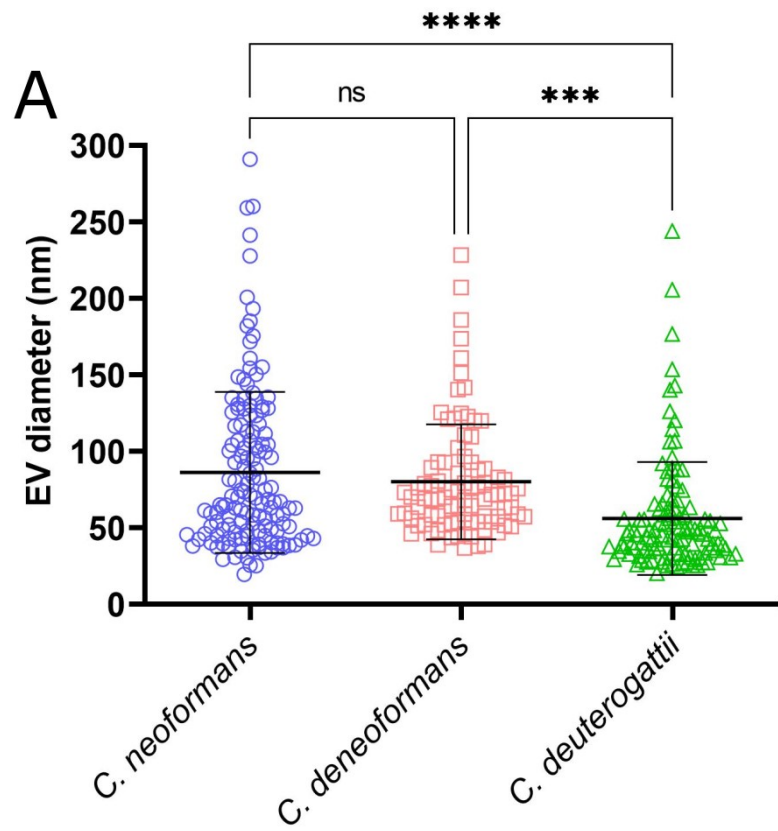 A
****
ns
***
EV diameter (nm)
300
250
200
150
100
50
0
C. neoformans
C. deneoformans
C. deuterogattii